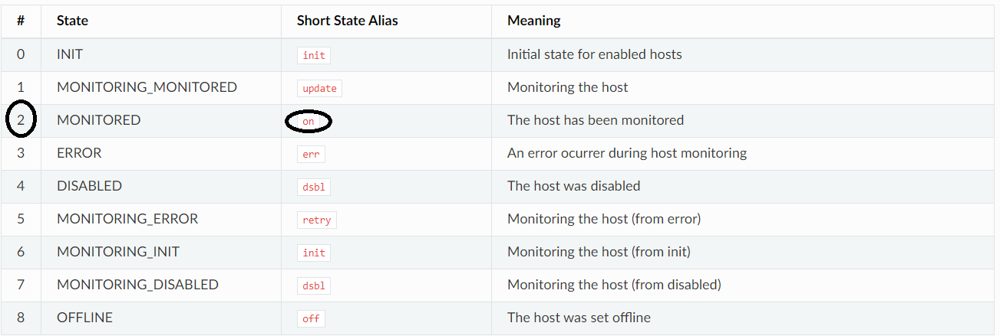 # State Short State Alias Meaning
0 INIT init Initial state for enabled hosts
1 MONITORING_MONITORED update Monitoring the host
2 MONITORED on The host has been monitored
3 ERROR err An error ocurrer during host monitoring
4 DISABLED dsbl The host was disabled
5 MONITORING_ERROR retry Monitoring the host (from error)
6 MONITORING_INIT init Monitoring the host (from init)
7 MONITORING_DISABLED dsbl Monitoring the host (from disabled)
8 OFFLINE off The host was set offline